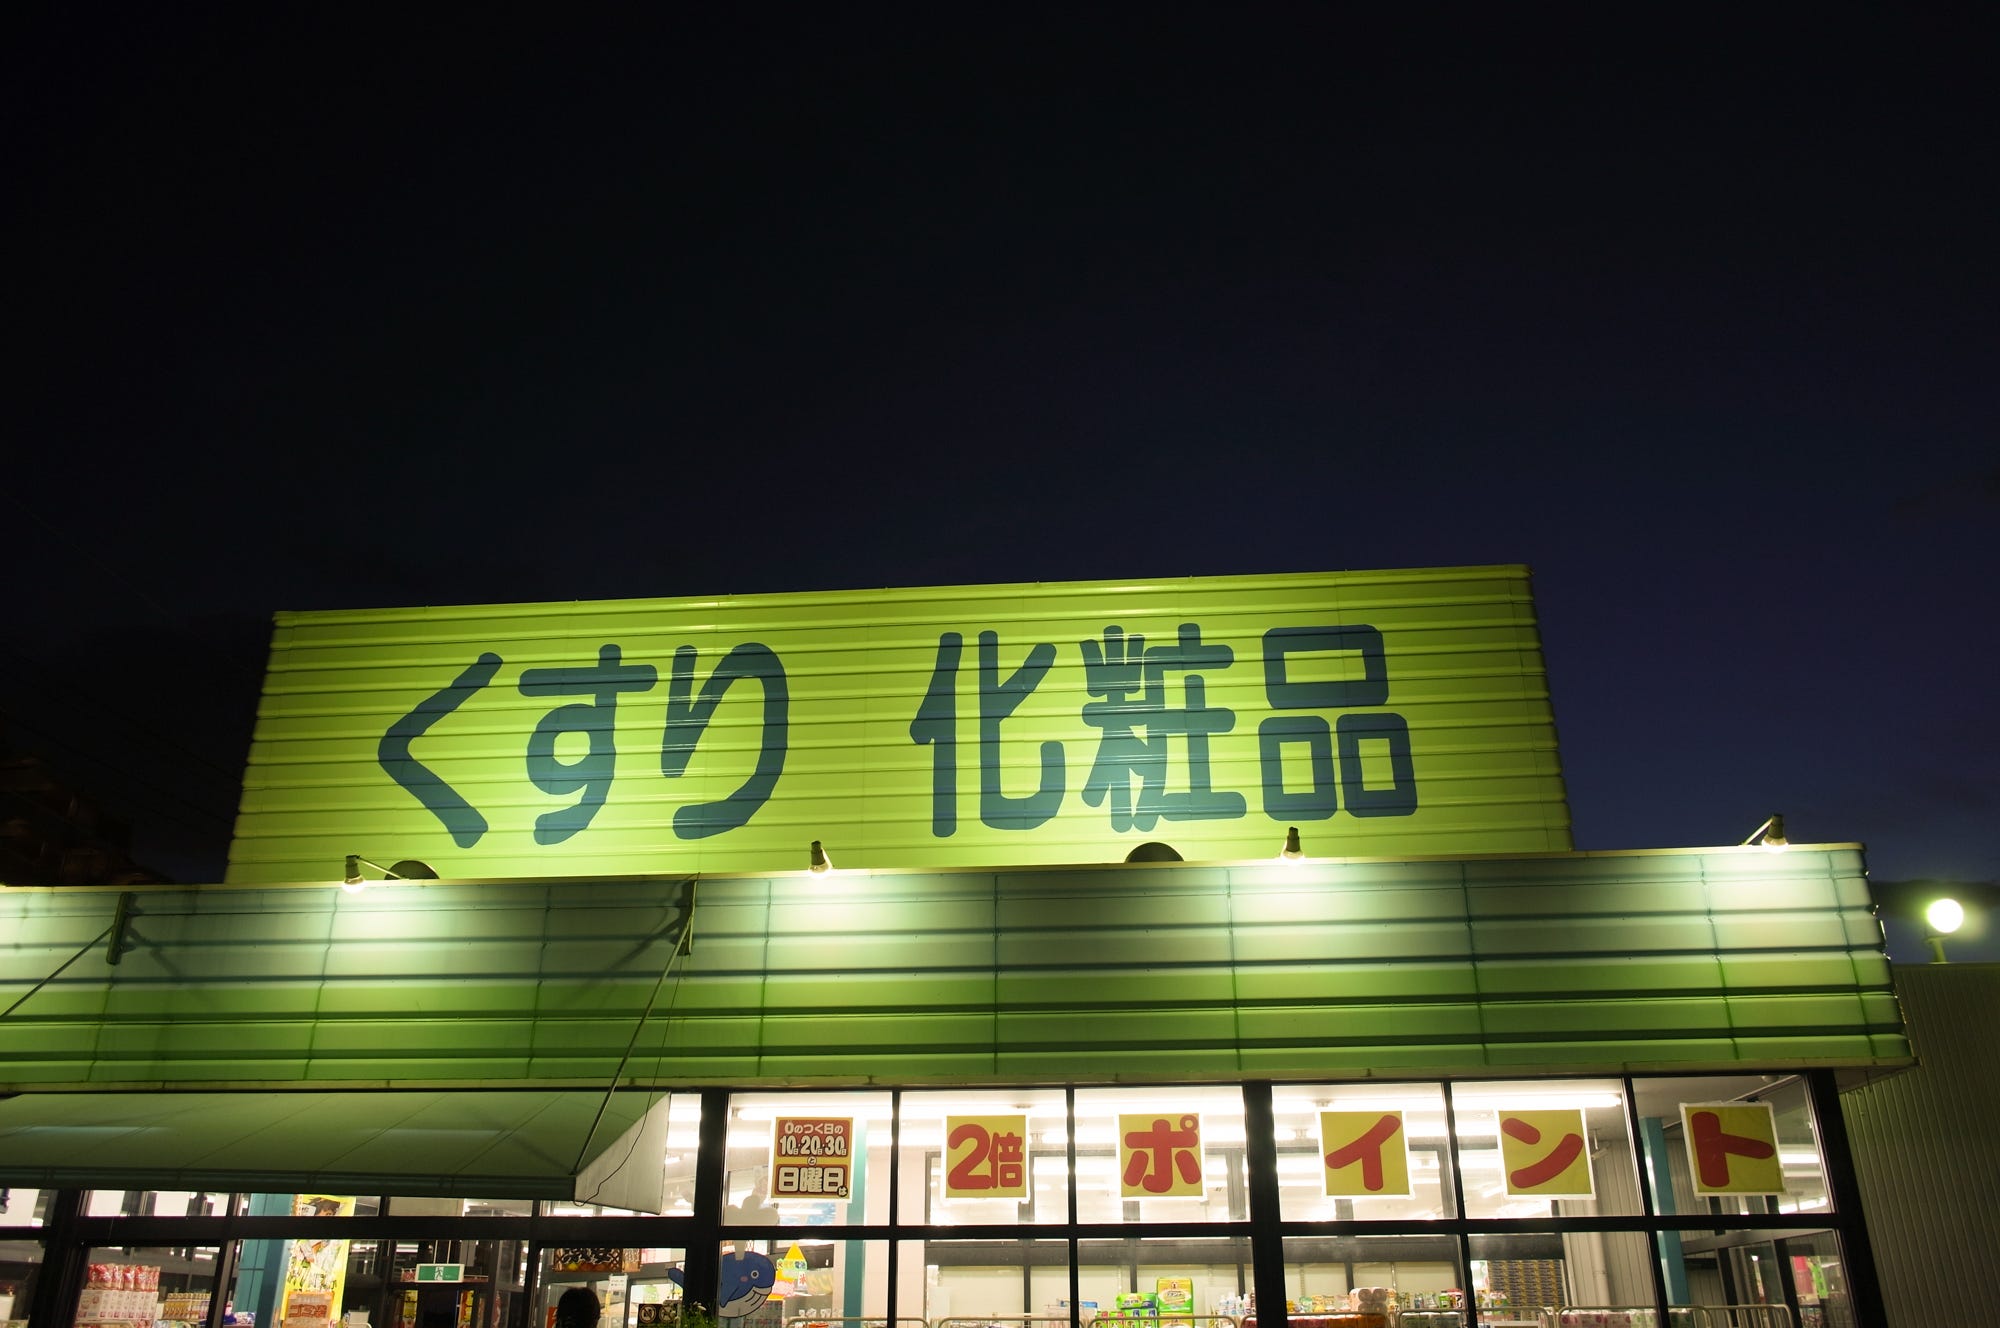 くすり 化粧品
0のつく日の
10日・20日・30日
と
日曜日は
2倍ポイント